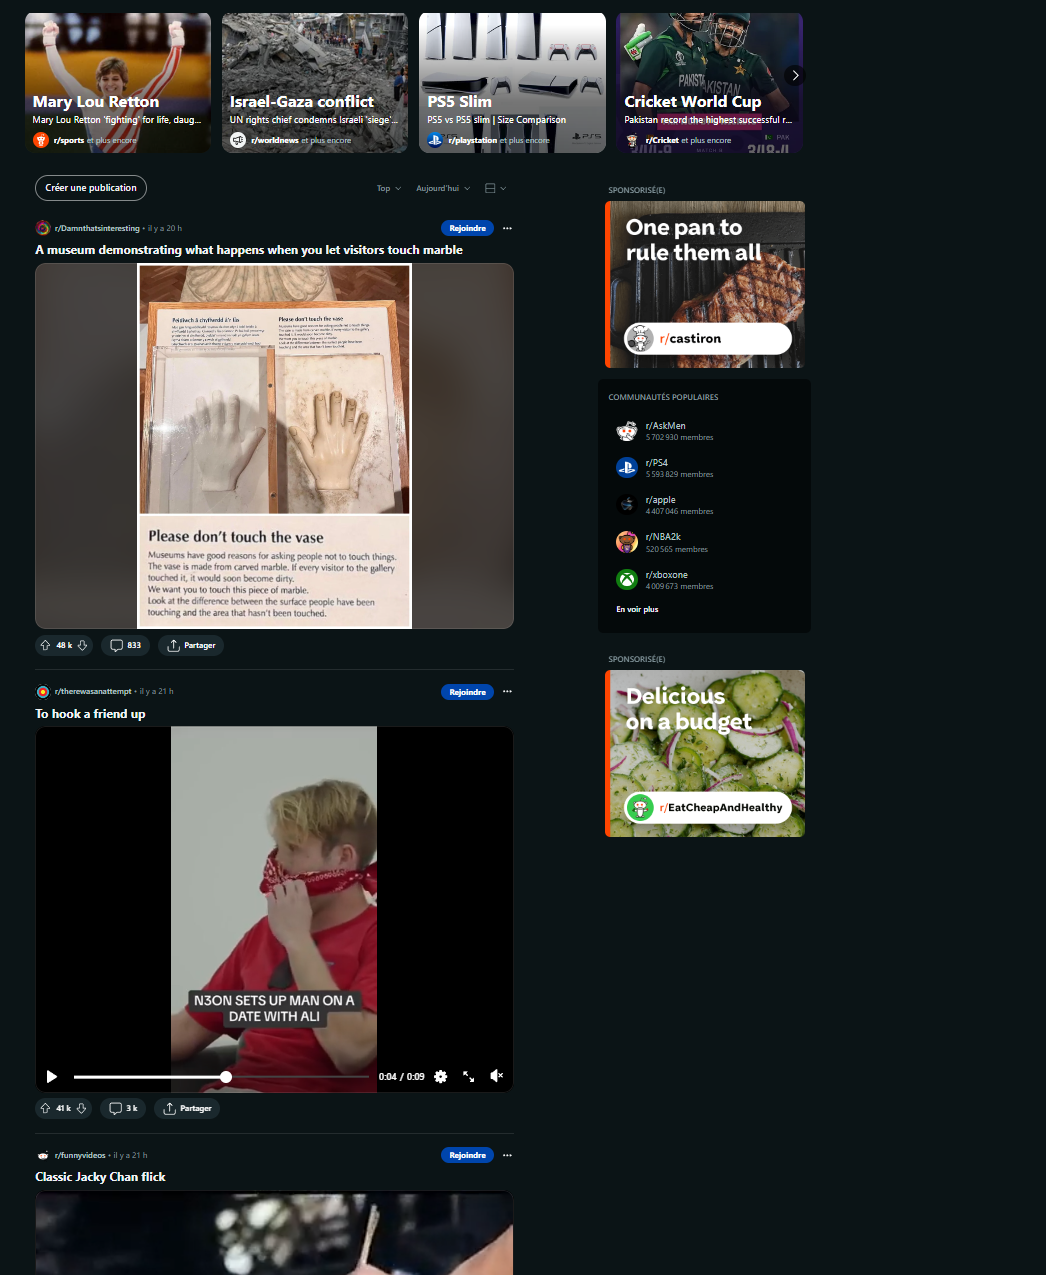 Mary Lou Retton
Mary Lou Retton 'fighting' for life, daug...
r/sports et plus encore
Israel-Gaza conflict
UN rights chief condemns Israeli 'siege'...
r/worldnews et plus encore
PS5 Slim
PS5 vs PS5 slim | Size Comparison
r/playstation et plus encore
Cricket World Cup
Pakistan record the highest successful r...
r/Cricket et plus encore
Créer une publication
Top
Aujourd'hui
r/Damnthatsinteresting • il y a 20 h
Rejoindre
A museum demonstrating what happens when you let visitors touch marble
Please don't touch the vase
Please don't touch the vase
Museums have good reasons for asking people not to touch things.
The vase is made from carved marble. If every visitor to the gallery
touched it, it would soon become dirty.
We want you to touch this piece of marble.
Look at the difference between the surface people have been
touching and the area that hasn't been touched.
48 k
833
Partager
r/therewasanattempt • il y a 21 h
Rejoindre
To hook a friend up
N3ON SETS UP MAN ON A
DATE WITH ALI
0:04 / 0:09
41 k
3 k
Partager
r/funnyvideos • il y a 21 h
Rejoindre
Classic Jacky Chan flick
SPONSORISÉ(E)
One pan to
rule them all
r/castiron
COMMUNAUTÉS POPULAIRES
r/AskMen
5 702 930 membres
r/PS4
5 593 829 membres
r/apple
4 407 046 membres
r/NBA2k
520 565 membres
r/xboxone
4 009 673 membres
En voir plus
SPONSORISÉ(E)
Delicious
on a budget
r/EatCheapAndHealthy